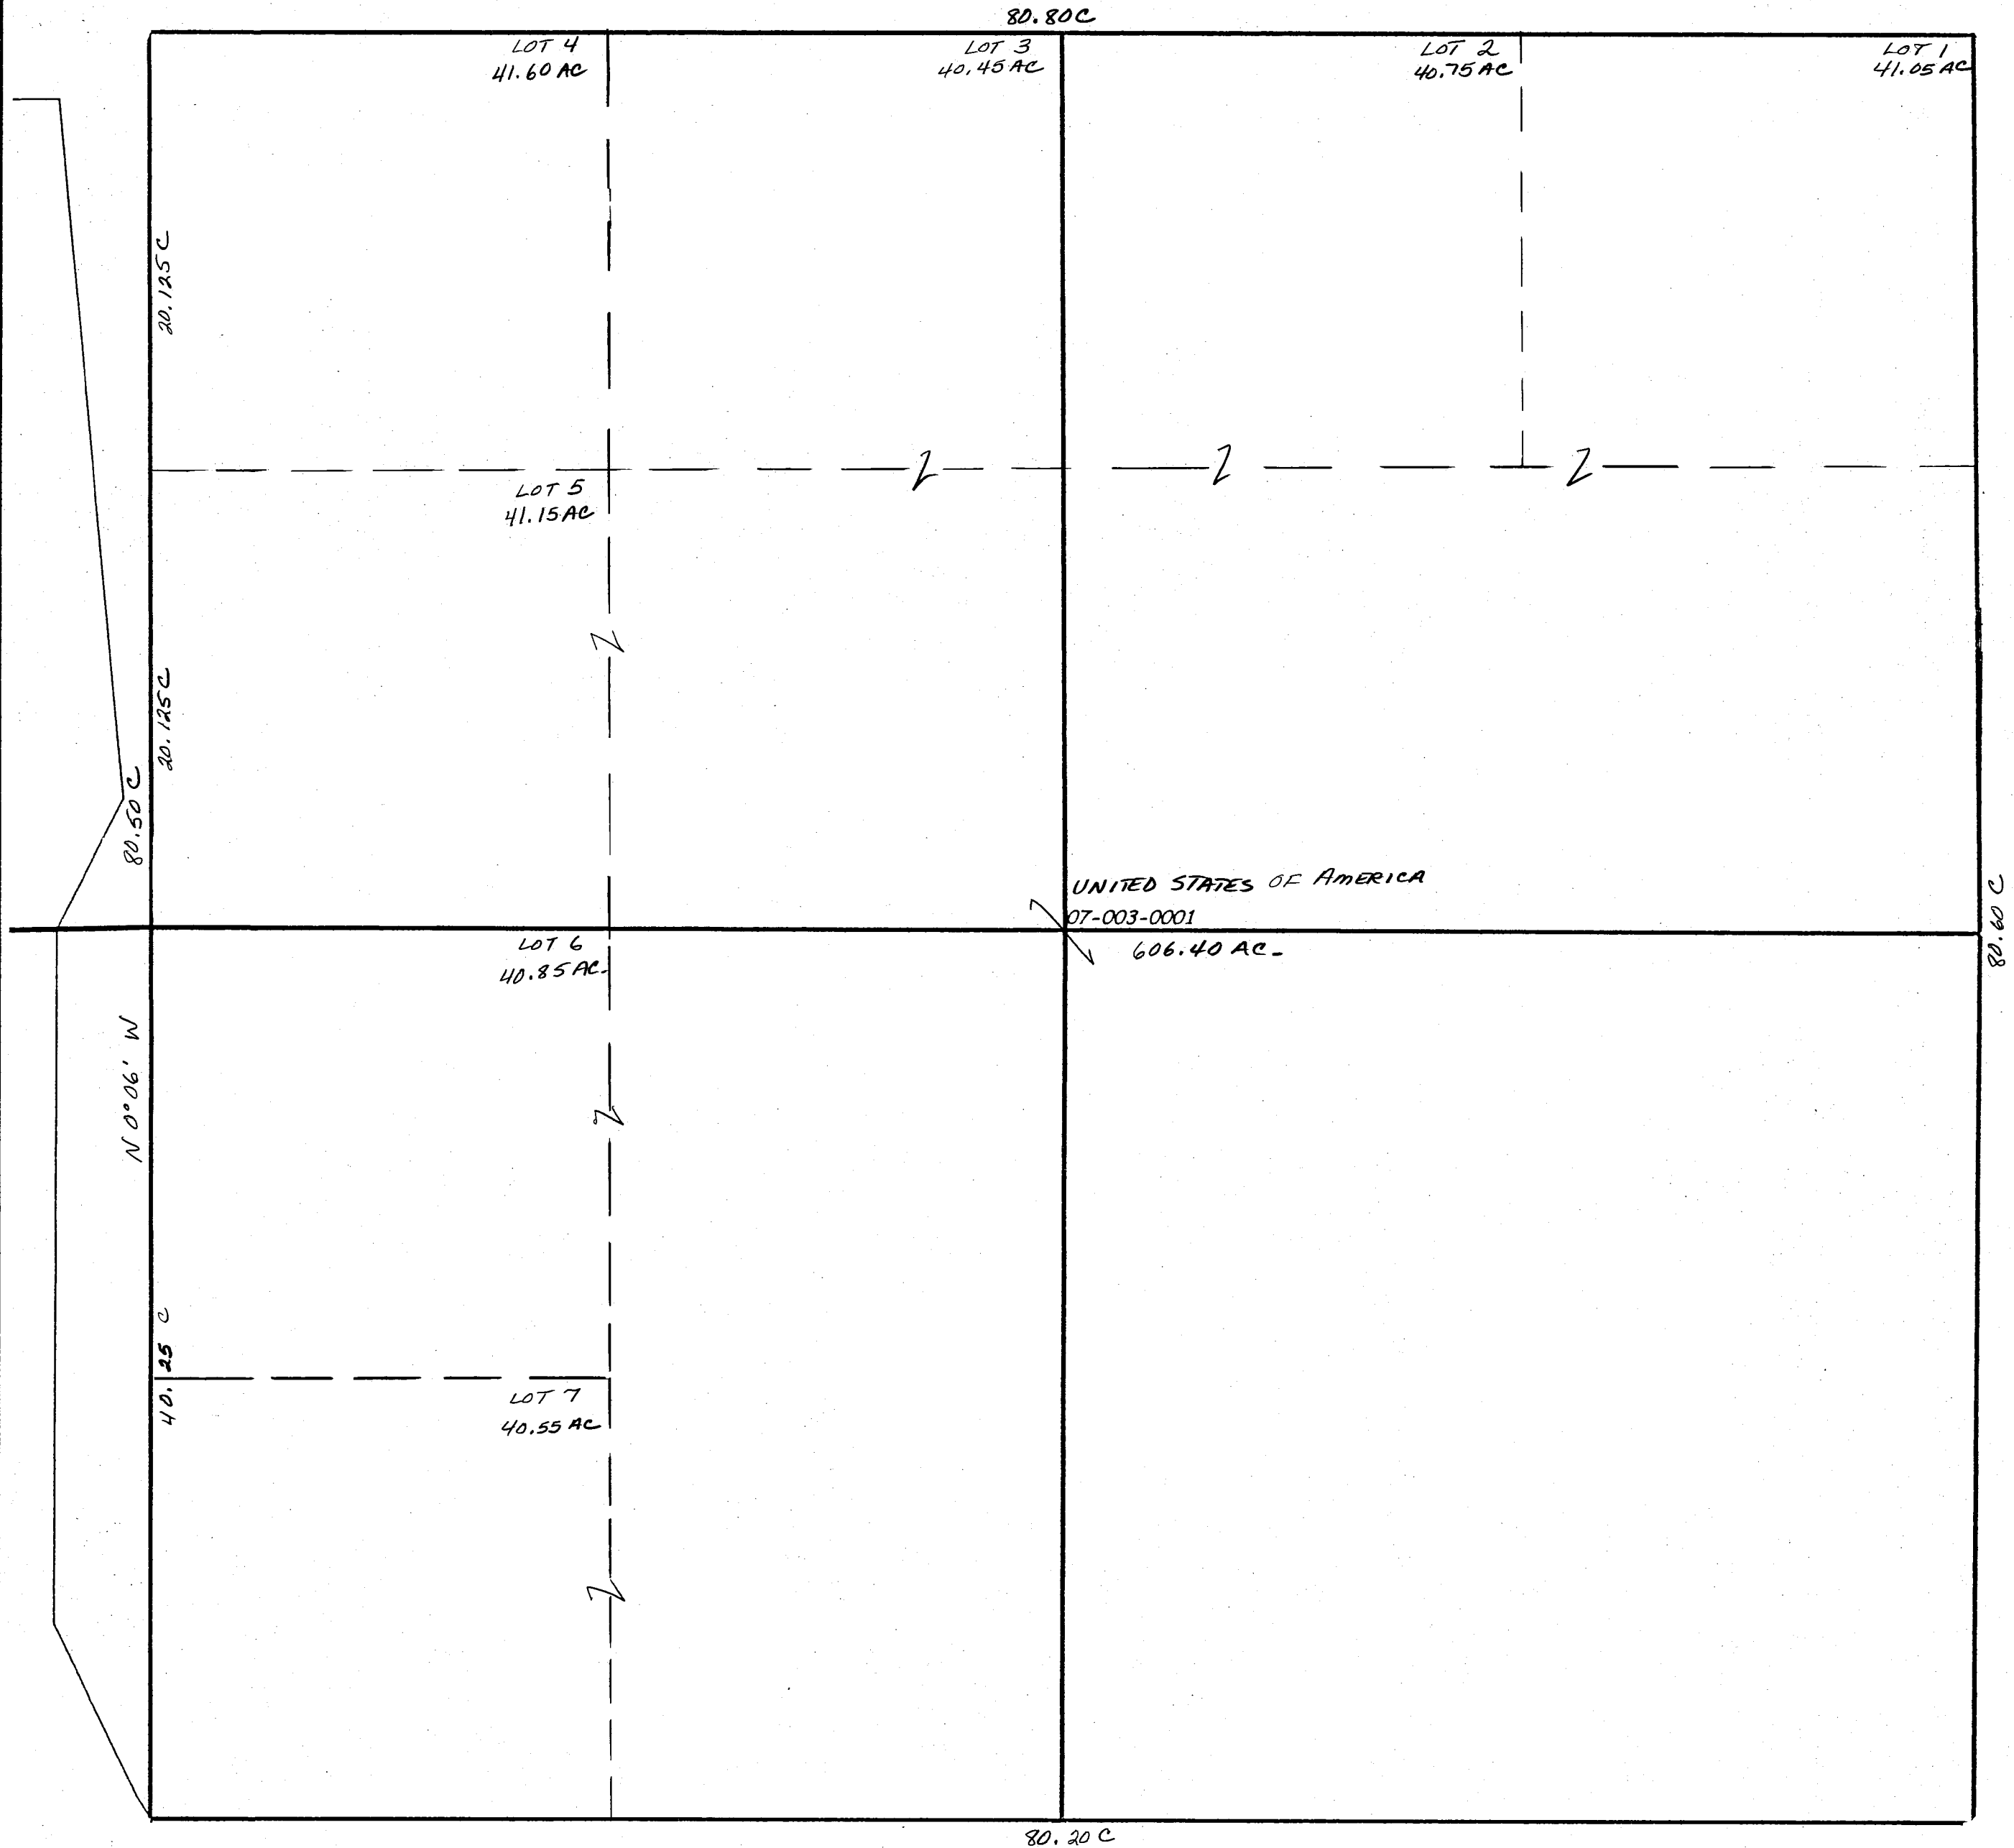 80.80 C
LOT 4
41.60 AC
LOT 3
40.45 AC
LOT 2
40.75 AC
LOT 1
41.05 AC
20.125 C
LOT 5
41.15 AC
20.125 C
80.50 C
UNITED STATES OF AMERICA
07-003-0001
606.40 AC.
80.60 C
LOT 6
40.85 AC.
N 0°06' W
40.25 C
LOT 7
40.55 AC
80.20 C